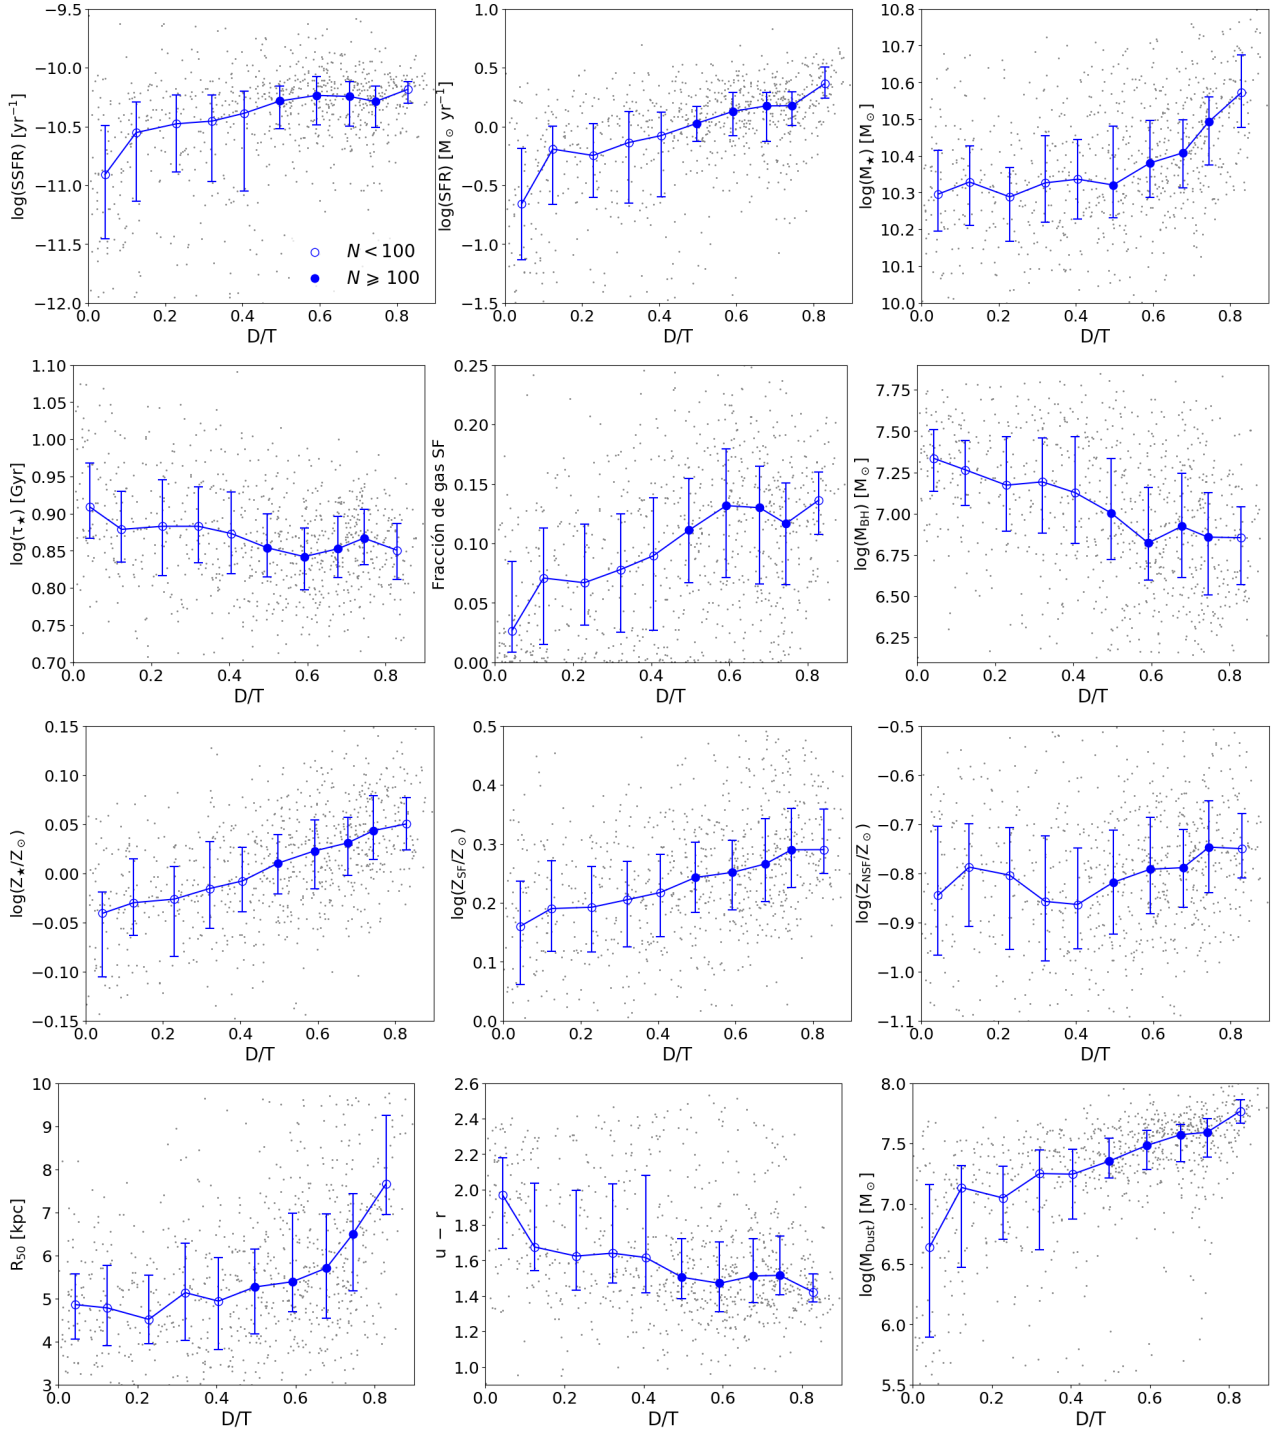 −9.5
−10.0
−10.5
−11.0
−11.5
−12.0
log(SSFR) [yr⁻¹]
0.0 0.2 0.4 0.6 0.8
D/T
N < 100
N ⩾ 100
1.0
0.5
0.0
−0.5
−1.0
−1.5
log(SFR) [M⊙ yr⁻¹]
0.0 0.2 0.4 0.6 0.8
D/T
10.8
10.7
10.6
10.5
10.4
10.3
10.2
10.1
10.0
log(M★) [M⊙]
0.0 0.2 0.4 0.6 0.8
D/T
1.10
1.05
1.00
0.95
0.90
0.85
0.80
0.75
0.70
log(τ★) [Gyr]
0.0 0.2 0.4 0.6 0.8
D/T
0.25
0.20
0.15
0.10
0.05
0.00
Fracción de gas SF
0.0 0.2 0.4 0.6 0.8
D/T
7.75
7.50
7.25
7.00
6.75
6.50
6.25
log(M_BH) [M⊙]
0.0 0.2 0.4 0.6 0.8
D/T
0.15
0.10
0.05
0.00
−0.05
−0.10
−0.15
log(Z★/Z⊙)
0.0 0.2 0.4 0.6 0.8
D/T
0.5
0.4
0.3
0.2
0.1
0.0
log(Z_SF/Z⊙)
0.0 0.2 0.4 0.6 0.8
D/T
−0.5
−0.6
−0.7
−0.8
−0.9
−1.0
−1.1
log(Z_NSF/Z⊙)
0.0 0.2 0.4 0.6 0.8
D/T
10
9
8
7
6
5
4
3
R₅₀ [kpc]
0.0 0.2 0.4 0.6 0.8
D/T
2.6
2.4
2.2
2.0
1.8
1.6
1.4
1.2
1.0
u − r
0.0 0.2 0.4 0.6 0.8
D/T
8.0
7.5
7.0
6.5
6.0
5.5
log(M_Dust) [M⊙]
0.0 0.2 0.4 0.6 0.8
D/T